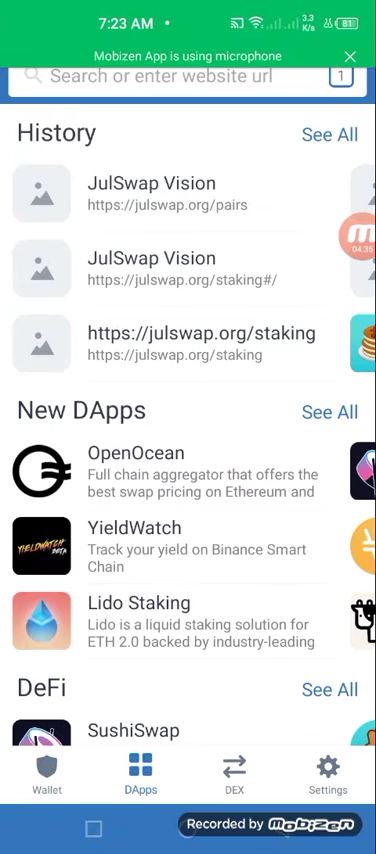 7:23 AM
3.3
K/s
81
Mobizen App is using microphone
Search or enter website url
1
History
See All
JulSwap Vision
https://julswap.org/pairs
04:35
JulSwap Vision
https://julswap.org/staking#/
https://julswap.org/staking
https://julswap.org/staking
New DApps
See All
OpenOcean
Full chain aggregator that offers the
best swap pricing on Ethereum and
YIELDWATCH
BETA
YieldWatch
Track your yield on Binance Smart
Chain
Lido Staking
Lido is a liquid staking solution for
ETH 2.0 backed by industry-leading
DeFi
See All
SushiSwap
Wallet
DApps
DEX
Settings
Recorded by mobizen